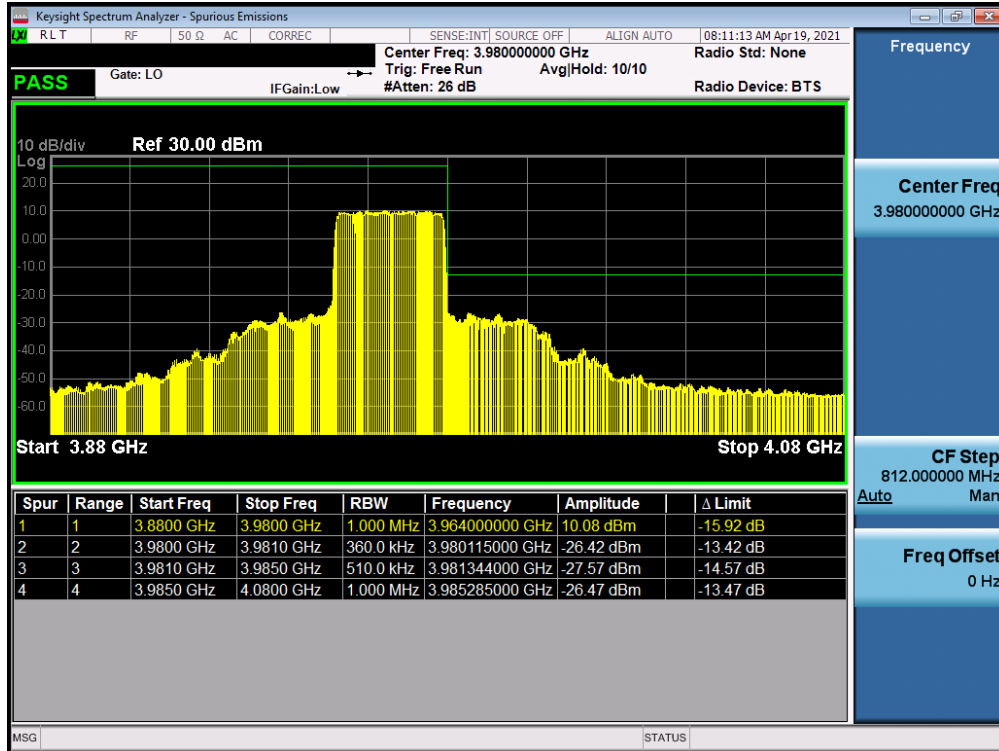 Keysight Spectrum Analyzer - Spurious Emissions
LXI RLT RF 50 Ω AC CORREC SENSE:INT SOURCE OFF ALIGN AUTO 08:11:13 AM Apr 19, 2021
Center Freq: 3.980000000 GHz Radio Std: None
Gate: LO Trig: Free Run Avg|Hold: 10/10
PASS IFGain:Low #Atten: 26 dB Radio Device: BTS
10 dB/div Ref 30.00 dBm
Log
20.0
10.0
0.00
-10.0
-20.0
-30.0
-40.0
-50.0
-60.0
Start 3.88 GHz Stop 4.08 GHz
Spur Range Start Freq Stop Freq RBW Frequency Amplitude Δ Limit
1 1 3.8800 GHz 3.9800 GHz 1.000 MHz 3.964000000 GHz 10.08 dBm -15.92 dB
2 2 3.9800 GHz 3.9810 GHz 360.0 kHz 3.980115000 GHz -26.42 dBm -13.42 dB
3 3 3.9810 GHz 3.9850 GHz 510.0 kHz 3.981344000 GHz -27.57 dBm -14.57 dB
4 4 3.9850 GHz 4.0800 GHz 1.000 MHz 3.985285000 GHz -26.47 dBm -13.47 dB
MSG STATUS
Frequency
Center Freq
3.980000000 GHz
CF Step
812.000000 MHz
Auto Man
Freq Offset
0 Hz